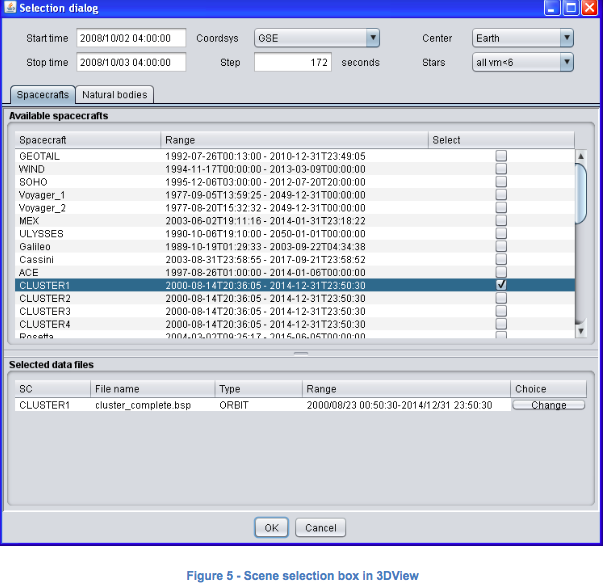 Selection dialog
Start time 2008/10/02 04:00:00 Coordsys GSE Center Earth
Stop time 2008/10/03 04:00:00 Step 172 seconds Stars all vm<6
Spacecrafts Natural bodies
Available spacecrafts
Spacecraft Range Select
GEOTAIL 1992-07-26T00:13:00 - 2010-12-31T23:49:05
WIND 1994-11-17T00:00:00 - 2013-03-09T00:00:00
SOHO 1995-12-06T03:00:00 - 2012-07-20T20:00:00
Voyager_1 1977-09-05T13:59:25 - 2049-12-31T00:00:00
Voyager_2 1977-08-20T15:32:32 - 2049-12-31T00:00:00
MEX 2003-06-02T19:11:16 - 2014-01-31T23:18:22
ULYSSES 1990-10-06T19:10:00 - 2050-01-01T00:00:00
Galileo 1989-10-19T01:29:33 - 2003-09-22T04:34:38
Cassini 2003-08-31T23:58:55 - 2017-09-21T23:58:52
ACE 1997-08-26T01:00:00 - 2014-01-06T00:00:00
CLUSTER1 2000-08-14T20:36:05 - 2014-12-31T23:50:30
CLUSTER2 2000-08-14T20:36:05 - 2014-12-31T23:50:30
CLUSTER3 2000-08-14T20:36:05 - 2014-12-31T23:50:30
CLUSTER4 2000-08-14T20:36:05 - 2014-12-31T23:50:30
Rosetta 2004-03-02T09:25:17 - 2015-06-05T00:00:00
Selected data files
SC File name Type Range Choice
CLUSTER1 cluster_complete.bsp ORBIT 2000/08/23 00:50:30-2014/12/31 23:50:30 Change
OK Cancel
Figure 5 - Scene selection box in 3DView